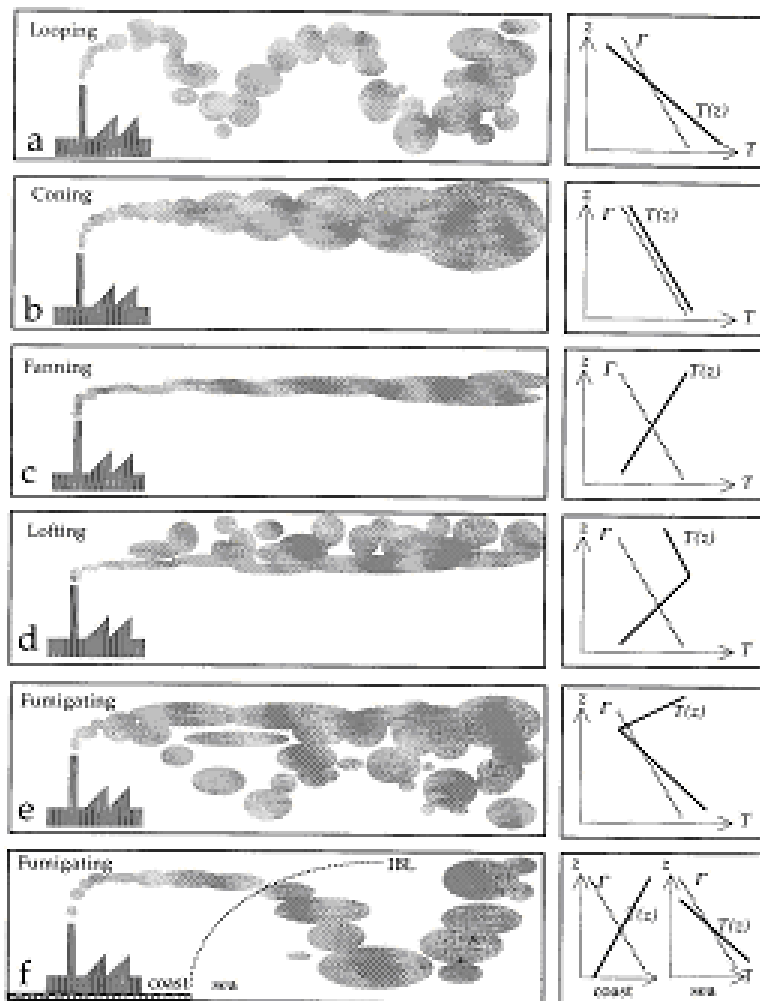 Looping
a
z
Γ
T(z)
T
Coning
b
z
Γ
T(z)
T
Fanning
c
z
Γ
T(z)
T
Lofting
d
z
Γ
T(z)
T
Fumigating
e
z
Γ
T(z)
T
Fumigating
IBL
f
coast
sea
z
Γ
T(z)
coast
z
Γ
T(z)
T
sea